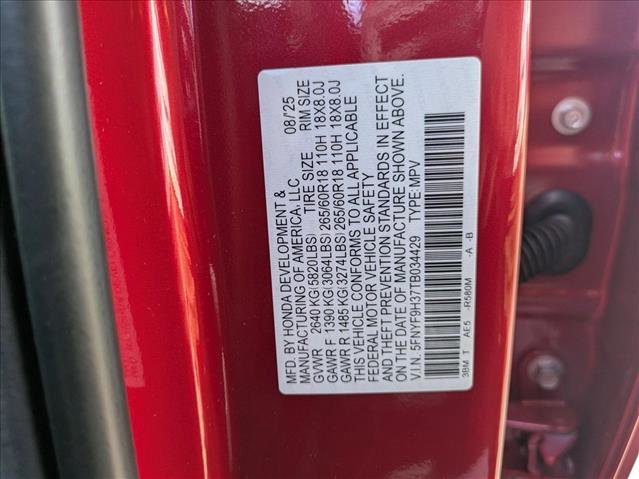 MFD. BY HONDA DEVELOPMENT & 08/'25
MANUFACTURING OF AMERICA, LLC
GVWR 2640 KG(5820LBS) TIRE SIZE RIM SIZE
GAWR F 1390 KG(3064LBS) 265/60R18 110H 18X8.0J
GAWR R 1485 KG(3274LBS) 265/60R18 110H 18X8.0J
THIS VEHICLE CONFORMS TO ALL APPLICABLE
FEDERAL MOTOR VEHICLE SAFETY
AND THEFT PREVENTION STANDARDS IN EFFECT
ON THE DATE OF MANUFACTURE SHOWN ABOVE.
V.I.N. 5FNYF9H37TB034429 TYPE: MPV
3BM T AE5 -R580M -A -B